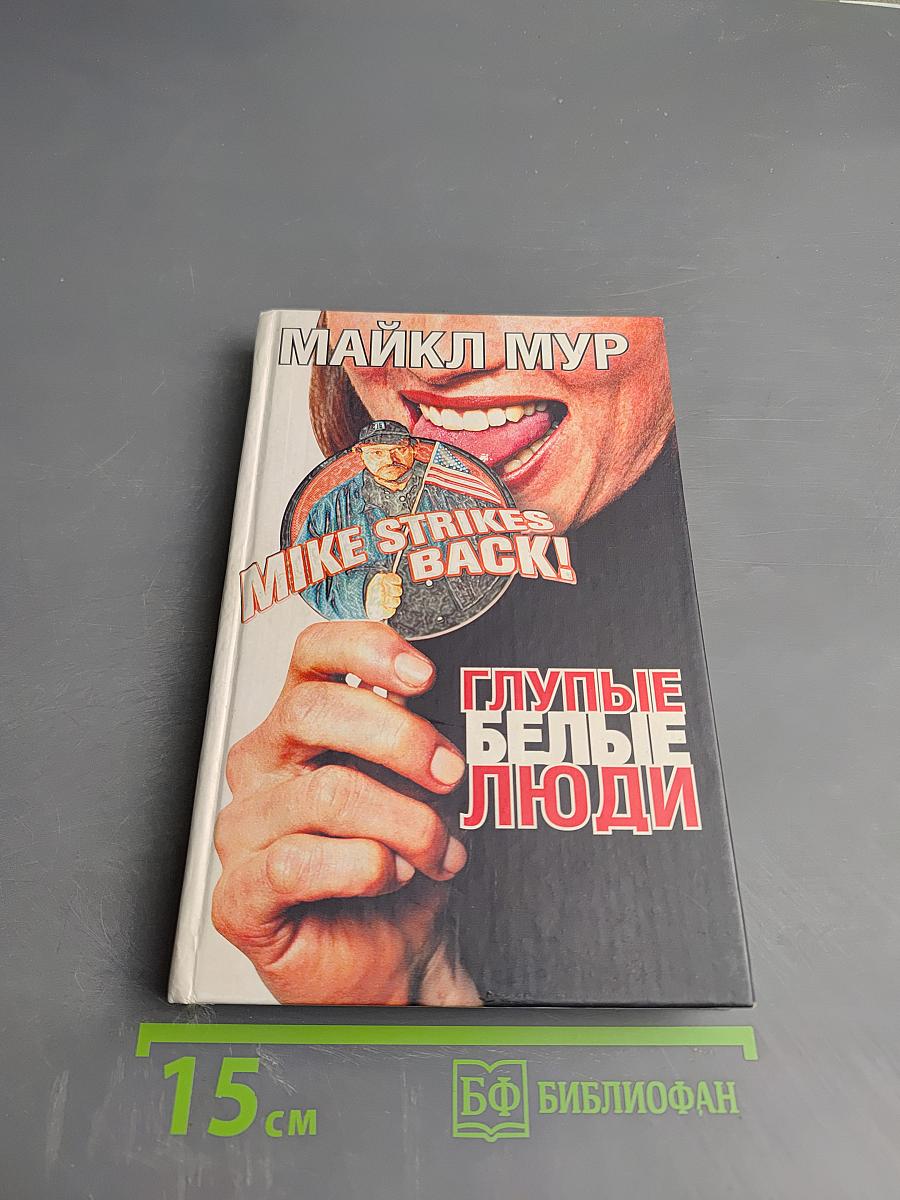 МАЙКЛ МУР
MIKE STRIKES
BACK!
ГЛУПЫЕ
БЕЛЫЕ
ЛЮДИ
15 см
БФ БИБЛИОФАН